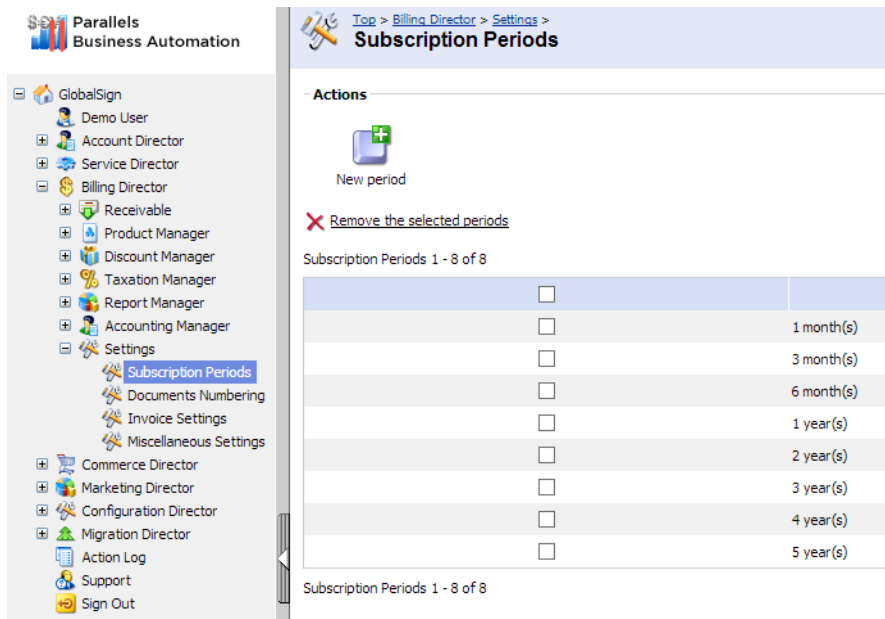 Parallels
Business Automation
GlobalSign
Demo User
Account Director
Service Director
Billing Director
Receivable
Product Manager
Discount Manager
Taxation Manager
Report Manager
Accounting Manager
Settings
Subscription Periods
Documents Numbering
Invoice Settings
Miscellaneous Settings
Commerce Director
Marketing Director
Configuration Director
Migration Director
Action Log
Support
Sign Out
Top > Billing Director > Settings >
Subscription Periods
Actions
New period
Remove the selected periods
Subscription Periods 1 - 8 of 8
1 month(s)
3 month(s)
6 month(s)
1 year(s)
2 year(s)
3 year(s)
4 year(s)
5 year(s)
Subscription Periods 1 - 8 of 8